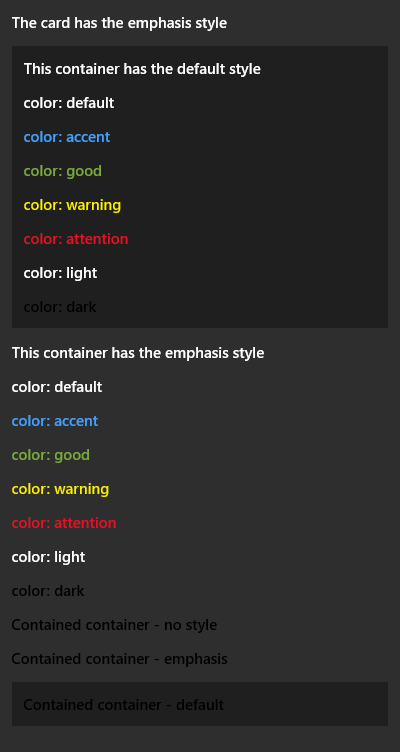 The card has the emphasis style
This container has the default style
color: default
color: accent
color: good
color: warning
color: attention
color: light
color: dark
This container has the emphasis style
color: default
color: accent
color: good
color: warning
color: attention
color: light
color: dark
Contained container - no style
Contained container - emphasis
Contained container - default